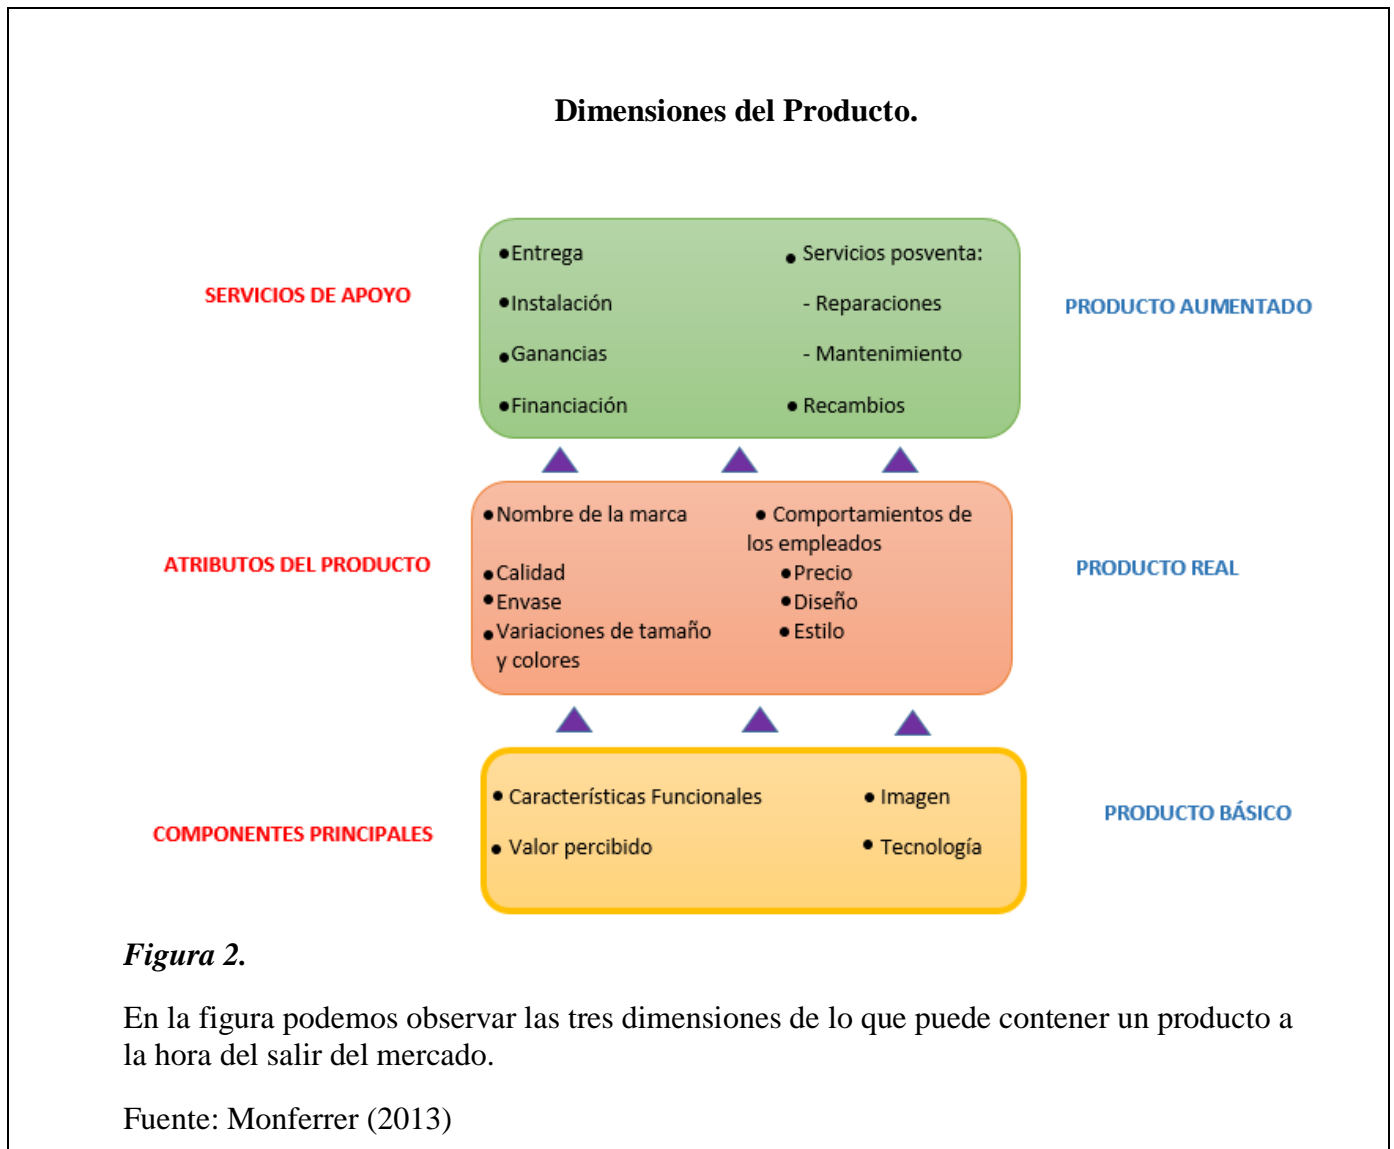 Dimensiones del Producto.
SERVICIOS DE APOYO
•Entrega
•Instalación
•Ganancias
•Financiación
• Servicios posventa:
- Reparaciones
- Mantenimiento
• Recambios
PRODUCTO AUMENTADO
ATRIBUTOS DEL PRODUCTO
•Nombre de la marca
•Calidad
•Envase
•Variaciones de tamaño
y colores
• Comportamientos de
los empleados
•Precio
•Diseño
•Estilo
PRODUCTO REAL
COMPONENTES PRINCIPALES
• Características Funcionales
• Valor percibido
• Imagen
• Tecnología
PRODUCTO BÁSICO
Figura 2.
En la figura podemos observar las tres dimensiones de lo que puede contener un producto a
la hora del salir del mercado.
Fuente: Monferrer (2013)